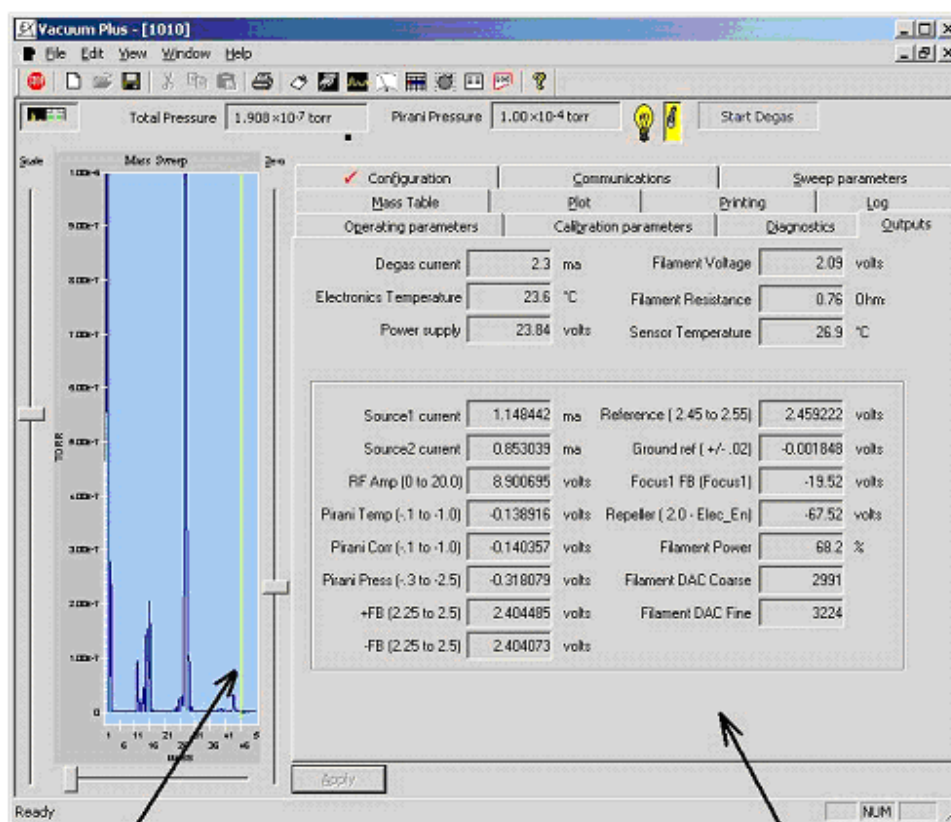 Vacuum Plus - [1010]
File Edit View Window Help
Total Pressure 1.908 ×10-7 torr Pirani Pressure 1.00×10-4 torr Start Degas
Scale Mass Sweep Zero
Configuration Communications Sweep parameters
Mass Table Plot Printing Log
Operating parameters Calibration parameters Diagnostics Outputs
Degas current 2.3 ma Filament Voltage 2.09 volts
Electronics Temperature 23.6 °C Filament Resistance 0.76 Ohm
Power supply 23.84 volts Sensor Temperature 26.9 °C
Source1 current 1.148442 ma Reference ( 2.45 to 2.55) 2.459222 volts
Source2 current 0.853039 ma Ground ref ( +/- .02) -0.001848 volts
RF Amp (0 to 20.0) 8.900695 volts Focus1 FB (Focus1) -19.52 volts
Pirani Temp (-.1 to -1.0) -0.138916 volts Repeller ( 2.0 - Elec_En) -67.52 volts
Pirani Corr (-.1 to -1.0) -0.140357 volts Filament Power 68.2 %
Pirani Press (-.3 to -2.5) -0.318079 volts Filament DAC Coarse 2991
+FB (2.25 to 2.5) 2.404485 volts Filament DAC Fine 3224
-FB (2.25 to 2.5) 2.404073 volts
TORR
0
1 11 21 31 41
6 16 26 36 46
Apply
Ready NUM